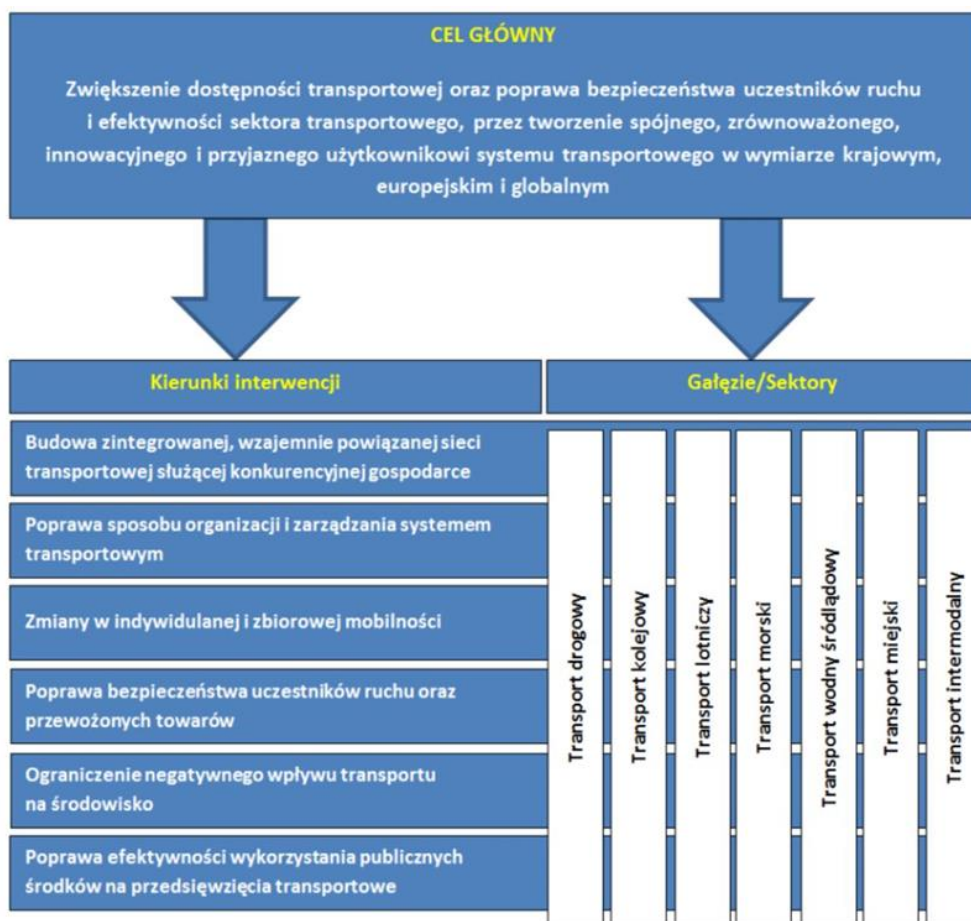 CEL GŁÓWNY
Zwiększenie dostępności transportowej oraz poprawa bezpieczeństwa uczestników ruchu
i efektywności sektora transportowego, przez tworzenie spójnego, zrównoważonego,
innowacyjnego i przyjaznego użytkownikowi systemu transportowego w wymiarze krajowym,
europejskim i globalnym
Kierunki interwencji
Gałęzie/Sektory
Budowa zintegrowanej, wzajemnie powiązanej sieci
transportowej służącej konkurencyjnej gospodarce
Poprawa sposobu organizacji i zarządzania systemem
transportowym
Zmiany w indywidulanej i zbiorowej mobilności
Poprawa bezpieczeństwa uczestników ruchu oraz
przewożonych towarów
Ograniczenie negatywnego wpływu transportu
na środowisko
Poprawa efektywności wykorzystania publicznych
środków na przedsięwzięcia transportowe
Transport drogowy
Transport kolejowy
Transport lotniczy
Transport morski
Transport wodny śródlądowy
Transport miejski
Transport intermodalny